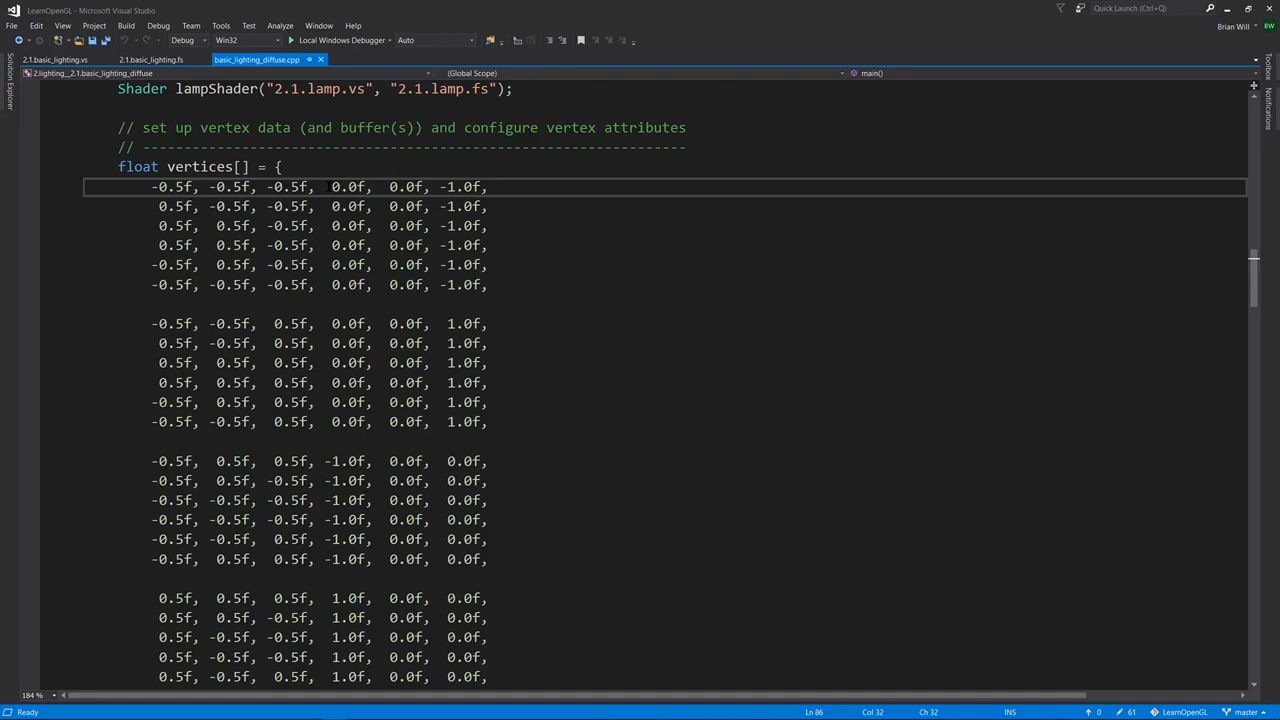 LearnOpenGL - Microsoft Visual Studio
Quick Launch (Ctrl+Q)
File Edit View Project Build Debug Team Tools Test Analyze Window Help
Brian Will
Debug Win32 Local Windows Debugger Auto
2.1.basic_lighting.vs 2.1.basic_lighting.fs basic_lighting_diffuse.cpp
2.lighting__2.1.basic_lighting_diffuse (Global Scope) main()
Solution Explorer
Toolbox
Notifications
Shader lampShader("2.1.lamp.vs", "2.1.lamp.fs");
// set up vertex data (and buffer(s)) and configure vertex attributes
// ------------------------------------------------------------------
float vertices[] = {
-0.5f, -0.5f, -0.5f, 0.0f, 0.0f, -1.0f,
0.5f, -0.5f, -0.5f, 0.0f, 0.0f, -1.0f,
0.5f, 0.5f, -0.5f, 0.0f, 0.0f, -1.0f,
0.5f, 0.5f, -0.5f, 0.0f, 0.0f, -1.0f,
-0.5f, 0.5f, -0.5f, 0.0f, 0.0f, -1.0f,
-0.5f, -0.5f, -0.5f, 0.0f, 0.0f, -1.0f,
-0.5f, -0.5f, 0.5f, 0.0f, 0.0f, 1.0f,
0.5f, -0.5f, 0.5f, 0.0f, 0.0f, 1.0f,
0.5f, 0.5f, 0.5f, 0.0f, 0.0f, 1.0f,
0.5f, 0.5f, 0.5f, 0.0f, 0.0f, 1.0f,
-0.5f, 0.5f, 0.5f, 0.0f, 0.0f, 1.0f,
-0.5f, -0.5f, 0.5f, 0.0f, 0.0f, 1.0f,
-0.5f, 0.5f, 0.5f, -1.0f, 0.0f, 0.0f,
-0.5f, 0.5f, -0.5f, -1.0f, 0.0f, 0.0f,
-0.5f, -0.5f, -0.5f, -1.0f, 0.0f, 0.0f,
-0.5f, -0.5f, -0.5f, -1.0f, 0.0f, 0.0f,
-0.5f, -0.5f, 0.5f, -1.0f, 0.0f, 0.0f,
-0.5f, 0.5f, 0.5f, -1.0f, 0.0f, 0.0f,
0.5f, 0.5f, 0.5f, 1.0f, 0.0f, 0.0f,
0.5f, 0.5f, -0.5f, 1.0f, 0.0f, 0.0f,
0.5f, -0.5f, -0.5f, 1.0f, 0.0f, 0.0f,
0.5f, -0.5f, -0.5f, 1.0f, 0.0f, 0.0f,
0.5f, -0.5f, 0.5f, 1.0f, 0.0f, 0.0f,
184 %
Ready Ln 86 Col 32 Ch 32 INS 0 61 LearnOpenGL master